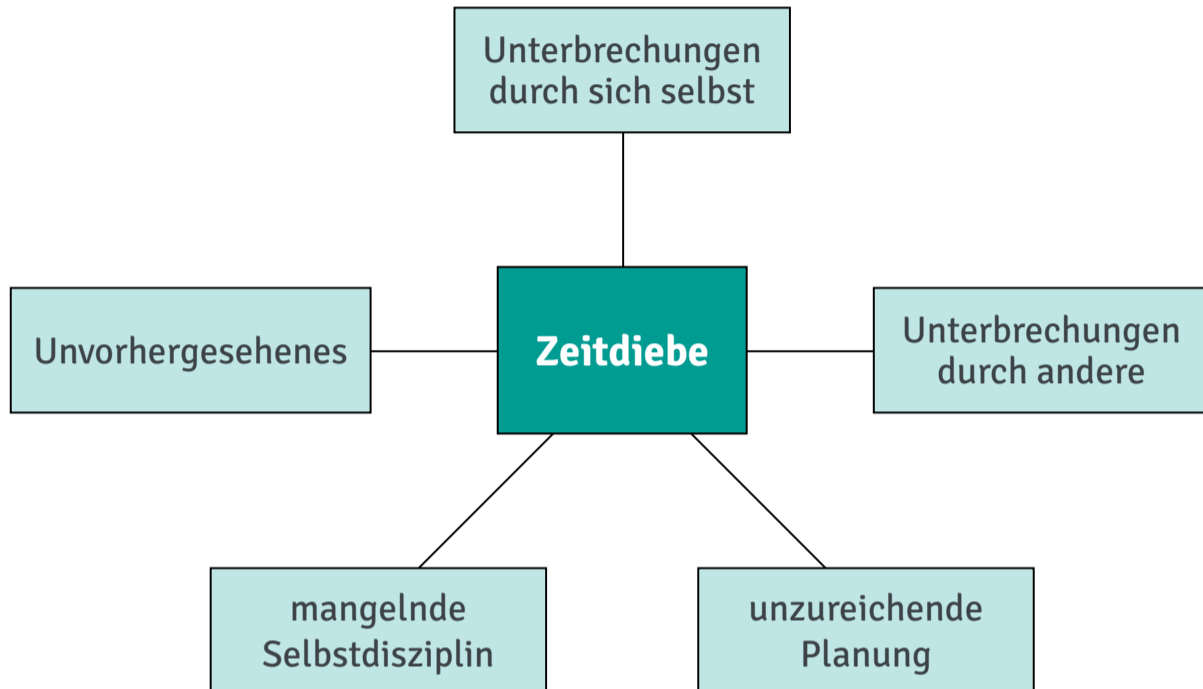 Unterbrechungen
durch sich selbst
Unvorhergesehenes
Zeitdiebe
Unterbrechungen
durch andere
mangelnde
Selbstdisziplin
unzureichende
Planung